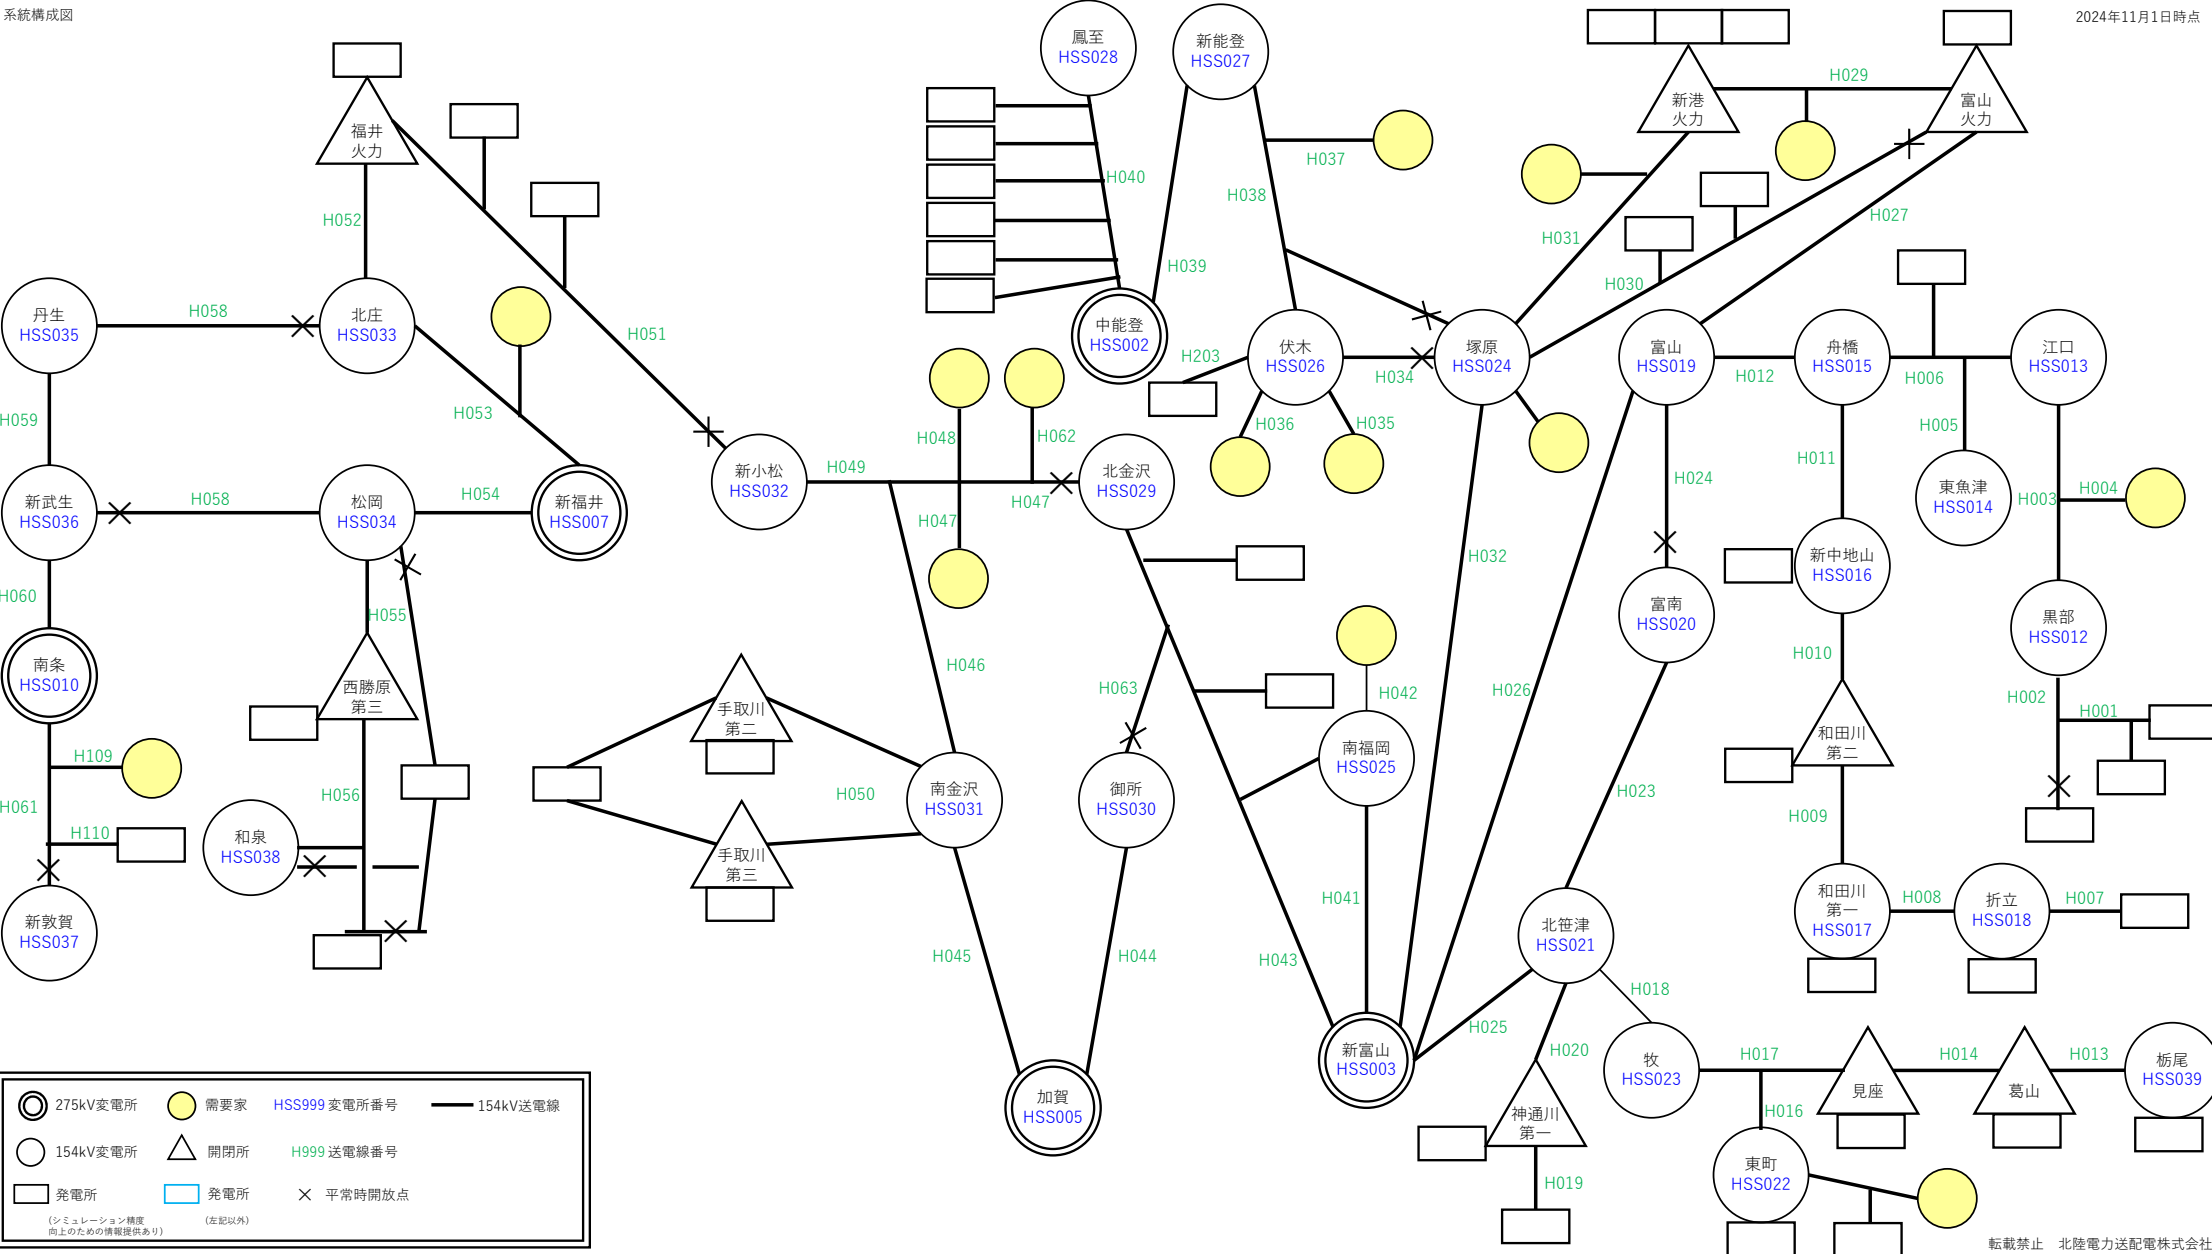 系統構成図
2024年11月1日時点
鳳至
HSS028
新能登
HSS027
H029
新港
火力
富山
火力
福井
火力
H040
H037
H038
H052
H031
H027
H039
H030
H058
丹生
HSS035
北庄
HSS033
H051
中能登
HSS002
H203
伏木
HSS026
H034
塚原
HSS024
富山
HSS019
H012
舟橋
HSS015
H006
江口
HSS013
H059
H053
H048
H062
H036
H035
H005
新小松
HSS032
H049
H047
H047
北金沢
HSS029
H024
H011
東魚津
HSS014
H003
H004
新武生
HSS036
H058
松岡
HSS034
H054
新福井
HSS007
H032
新中地山
HSS016
H060
H055
富南
HSS020
黒部
HSS012
H046
H063
H042
H026
H010
H002
H001
南条
HSS010
西勝原
第三
手取川
第二
南福岡
HSS025
和田川
第二
H109
H061
H110
H056
H050
南金沢
HSS031
御所
HSS030
H023
H009
和泉
HSS038
手取川
第三
H041
新敦賀
HSS037
H045
H044
H043
北笹津
HSS021
和田川
第一
HSS017
H008
折立
HSS018
H007
H018
H025
H020
加賀
HSS005
新富山
HSS003
牧
HSS023
H017
見座
H014
葛山
H013
栃尾
HSS039
神通川
第一
H016
H019
東町
HSS022
275kV変電所
需要家
HSS999 変電所番号
154kV送電線
154kV変電所
開閉所
H999 送電線番号
発電所
(シミュレーション精度
向上のための情報提供あり)
発電所
(左記以外)
平常時開放点
転載禁止　北陸電力送配電株式会社